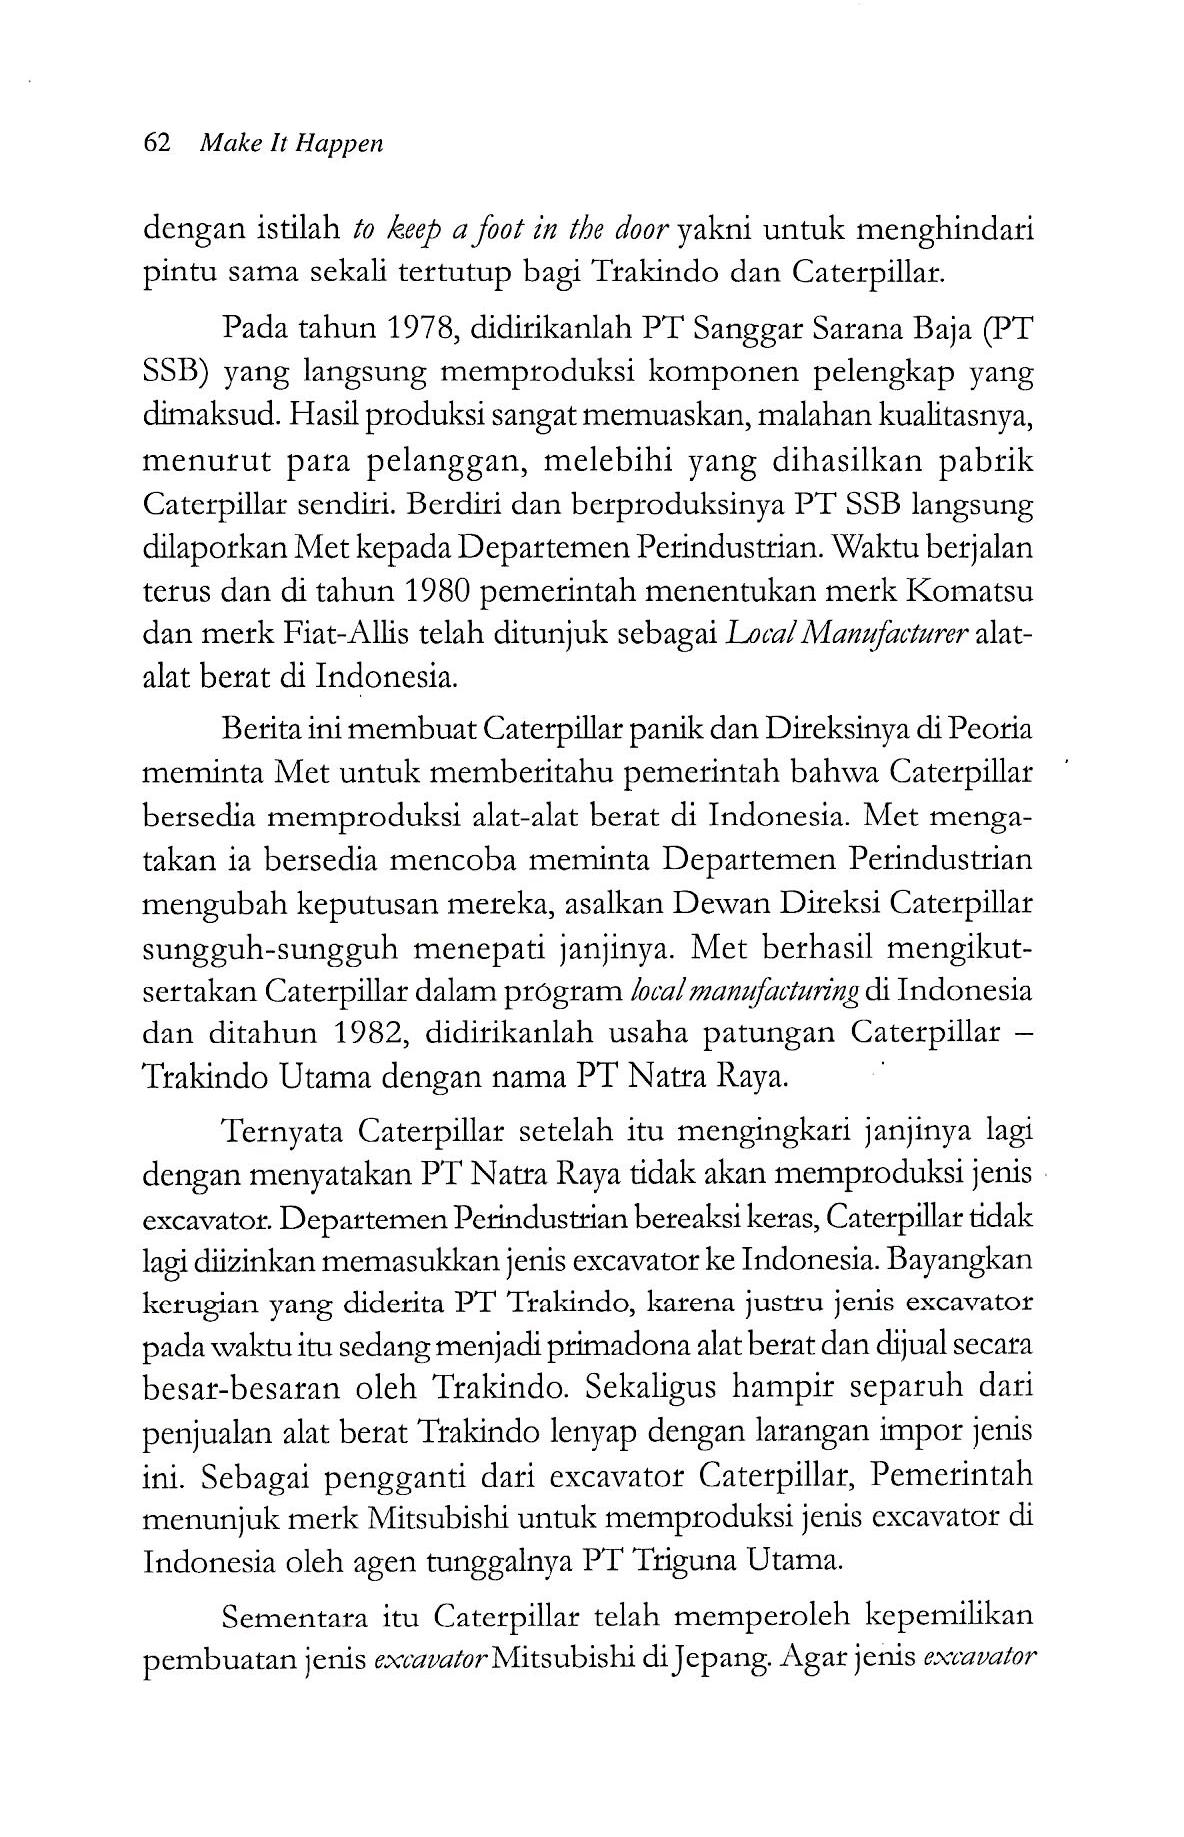 62 Make It Happen
dengan istilah to keep a foot in the door yakni untuk menghindari
pintu sama sekali tertutup bagi Trakindo dan Caterpillar.
Pada tahun 1978, didirikanlah PT Sanggar Sarana Baja (PT
SSB) yang langsung memproduksi komponen pelengkap yang
dimaksud. Hasil produksi sangat memuaskan, malahan kualitasnya,
menurut para pelanggan, melebihi yang dihasilkan pabrik
Caterpillar sendiri. Berdiri dan berproduksinya PT SSB langsung
dilaporkan Met kepada Departemen Perindustrian. Waktu berjalan
terus dan di tahun 1980 pemerintah menentukan merk Komatsu
dan merk Fiat-Allis telah ditunjuk sebagai Local Manufacturer alat-
alat berat di Indonesia.
Berita ini membuat Caterpillar panik dan Direksinya di Peoria
meminta Met untuk memberitahu pemerintah bahwa Caterpillar
bersedia memproduksi alat-alat berat di Indonesia. Met menga-
takan ia bersedia mencoba meminta Departemen Perindustrian
mengubah keputusan mereka, asalkan Dewan Direksi Caterpillar
sungguh-sungguh menepati janjinya. Met berhasil mengikut-
sertakan Caterpillar dalam program local manufacturing di Indonesia
dan ditahun 1982, didirikanlah usaha patungan Caterpillar –
Trakindo Utama dengan nama PT Natra Raya.
Ternyata Caterpillar setelah itu mengingkari janjinya lagi
dengan menyatakan PT Natra Raya tidak akan memproduksi jenis
excavator. Departemen Perindustrian bereaksi keras, Caterpillar tidak
lagi diizinkan memasukkan jenis excavator ke Indonesia. Bayangkan
kerugian yang diderita PT Trakindo, karena justru jenis excavator
pada waktu itu sedang menjadi primadona alat berat dan dijual secara
besar-besaran oleh Trakindo. Sekaligus hampir separuh dari
penjualan alat berat Trakindo lenyap dengan larangan impor jenis
ini. Sebagai pengganti dari excavator Caterpillar, Pemerintah
menunjuk merk Mitsubishi untuk memproduksi jenis excavator di
Indonesia oleh agen tunggalnya PT Triguna Utama.
Sementara itu Caterpillar telah memperoleh kepemilikan
pembuatan jenis excavator Mitsubishi di Jepang. Agar jenis excavator